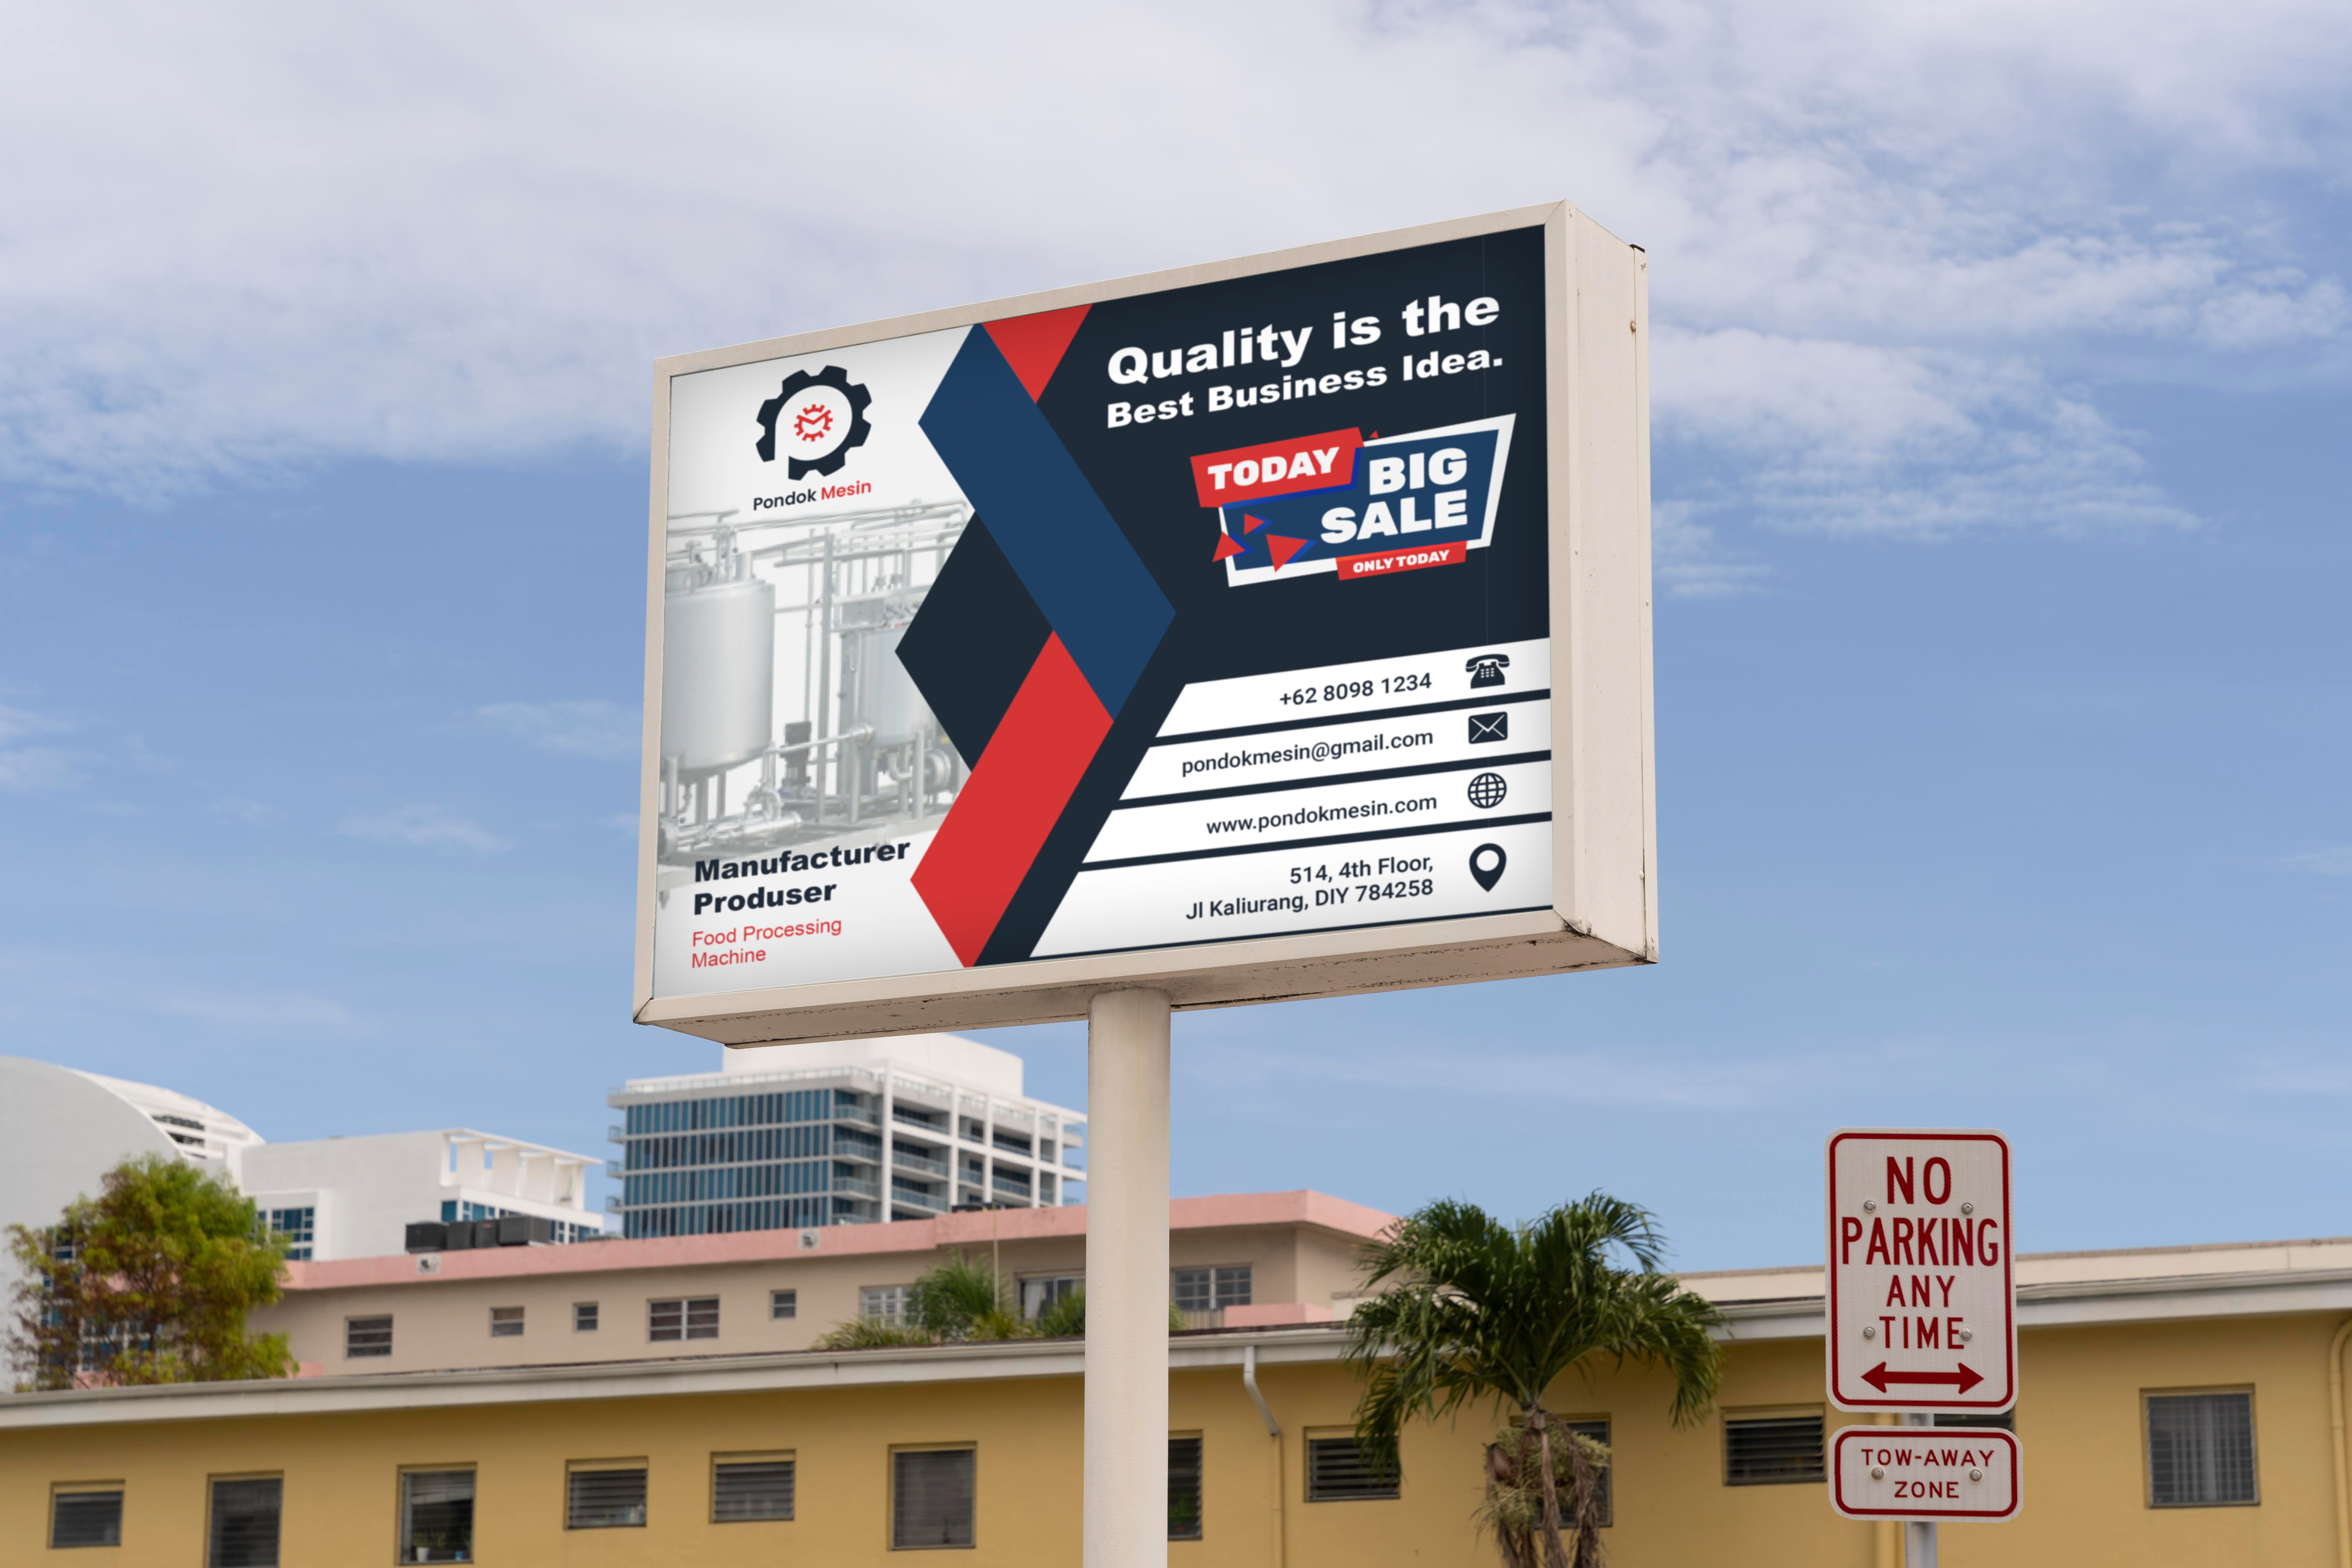 Pondok Mesin
Manufacturer
Produser
Food Processing
Machine
Quality is the
Best Business Idea.
TODAY
BIG
SALE
ONLY TODAY
+62 8098 1234
pondokmesin@gmail.com
www.pondokmesin.com
514, 4th Floor,
Jl Kaliurang, DIY 784258
NO
PARKING
ANY
TIME
TOW-AWAY
ZONE